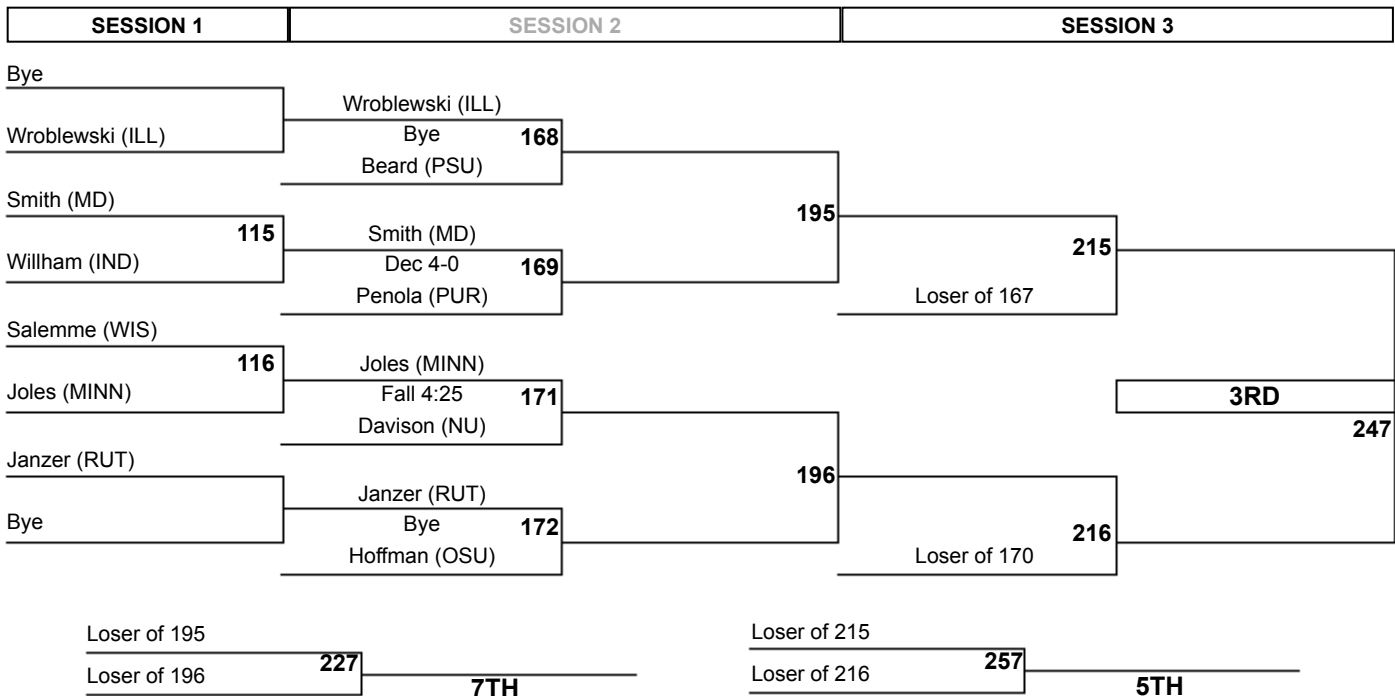 SESSION 1
SESSION 2
SESSION 3
Bye
Wroblewski (ILL)
Wroblewski (ILL)
Bye
168
Beard (PSU)
Smith (MD)
195
115
Smith (MD)
Willham (IND)
Dec 4-0
169
Penola (PUR)
215
Loser of 167
Salemme (WIS)
116
Joles (MINN)
Joles (MINN)
Fall 4:25
171
Davison (NU)
3RD
247
Janzer (RUT)
196
Janzer (RUT)
Bye
Bye
172
Hoffman (OSU)
216
Loser of 170
Loser of 195
227
Loser of 196
7TH
Loser of 215
257
Loser of 216
5TH